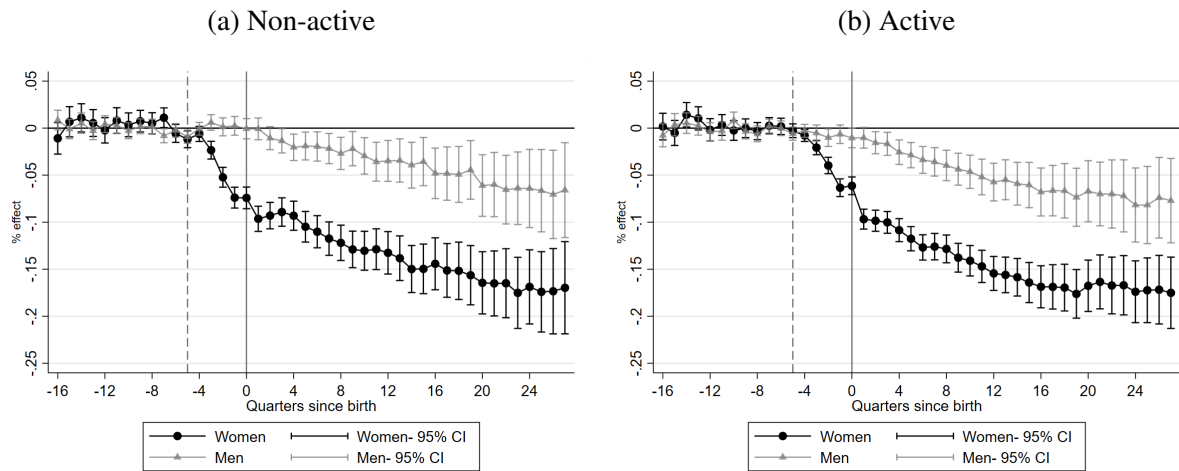 (a) Non-active
.05
0
-.05
-.1
-.15
-.2
-.25
% effect
-16 -12 -8 -4 0 4 8 12 16 20 24
Quarters since birth
Women Women- 95% CI
Men Men- 95% CI
(b) Active
.05
0
-.05
-.1
-.15
-.2
-.25
% effect
-16 -12 -8 -4 0 4 8 12 16 20 24
Quarters since birth
Women Women- 95% CI
Men Men- 95% CI